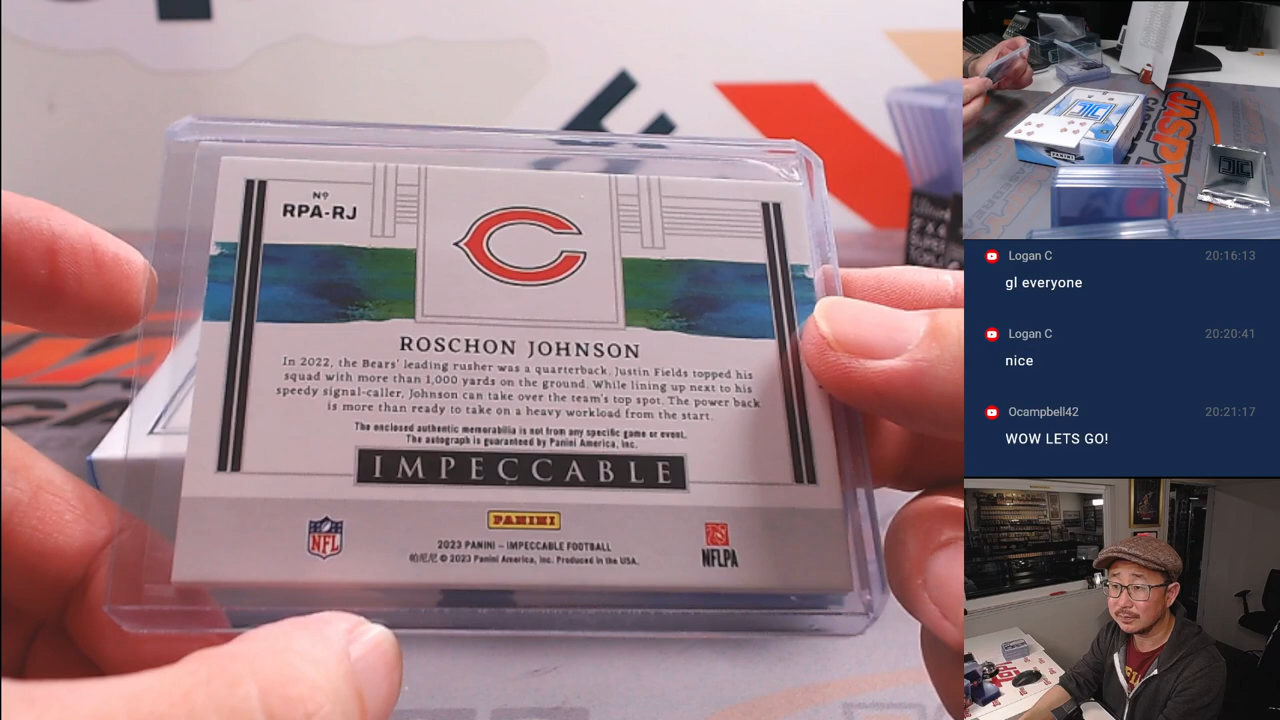 Nº
RPA-RJ
ROSCHON JOHNSON
In 2022, the Bears' leading rusher was a quarterback. Justin Fields topped his
squad with more than 1,000 yards on the ground. While lining up next to his
speedy signal-caller, Johnson can take over the team's top spot. The power back
is more than ready to take on a heavy workload from the start.
The enclosed authentic memorabilia is not from any specific game or event.
The autograph is guaranteed by Panini America, Inc.
IMPECCABLE
NFL
PANINI
NFLPA
2023 PANINI – IMPECCABLE FOOTBALL
帕尼尼 © 2023 Panini America, Inc. Produced in the USA.
JASPY
Logan C 20:16:13
gl everyone
Logan C 20:20:41
nice
Ocampbell42 20:21:17
WOW LETS GO!